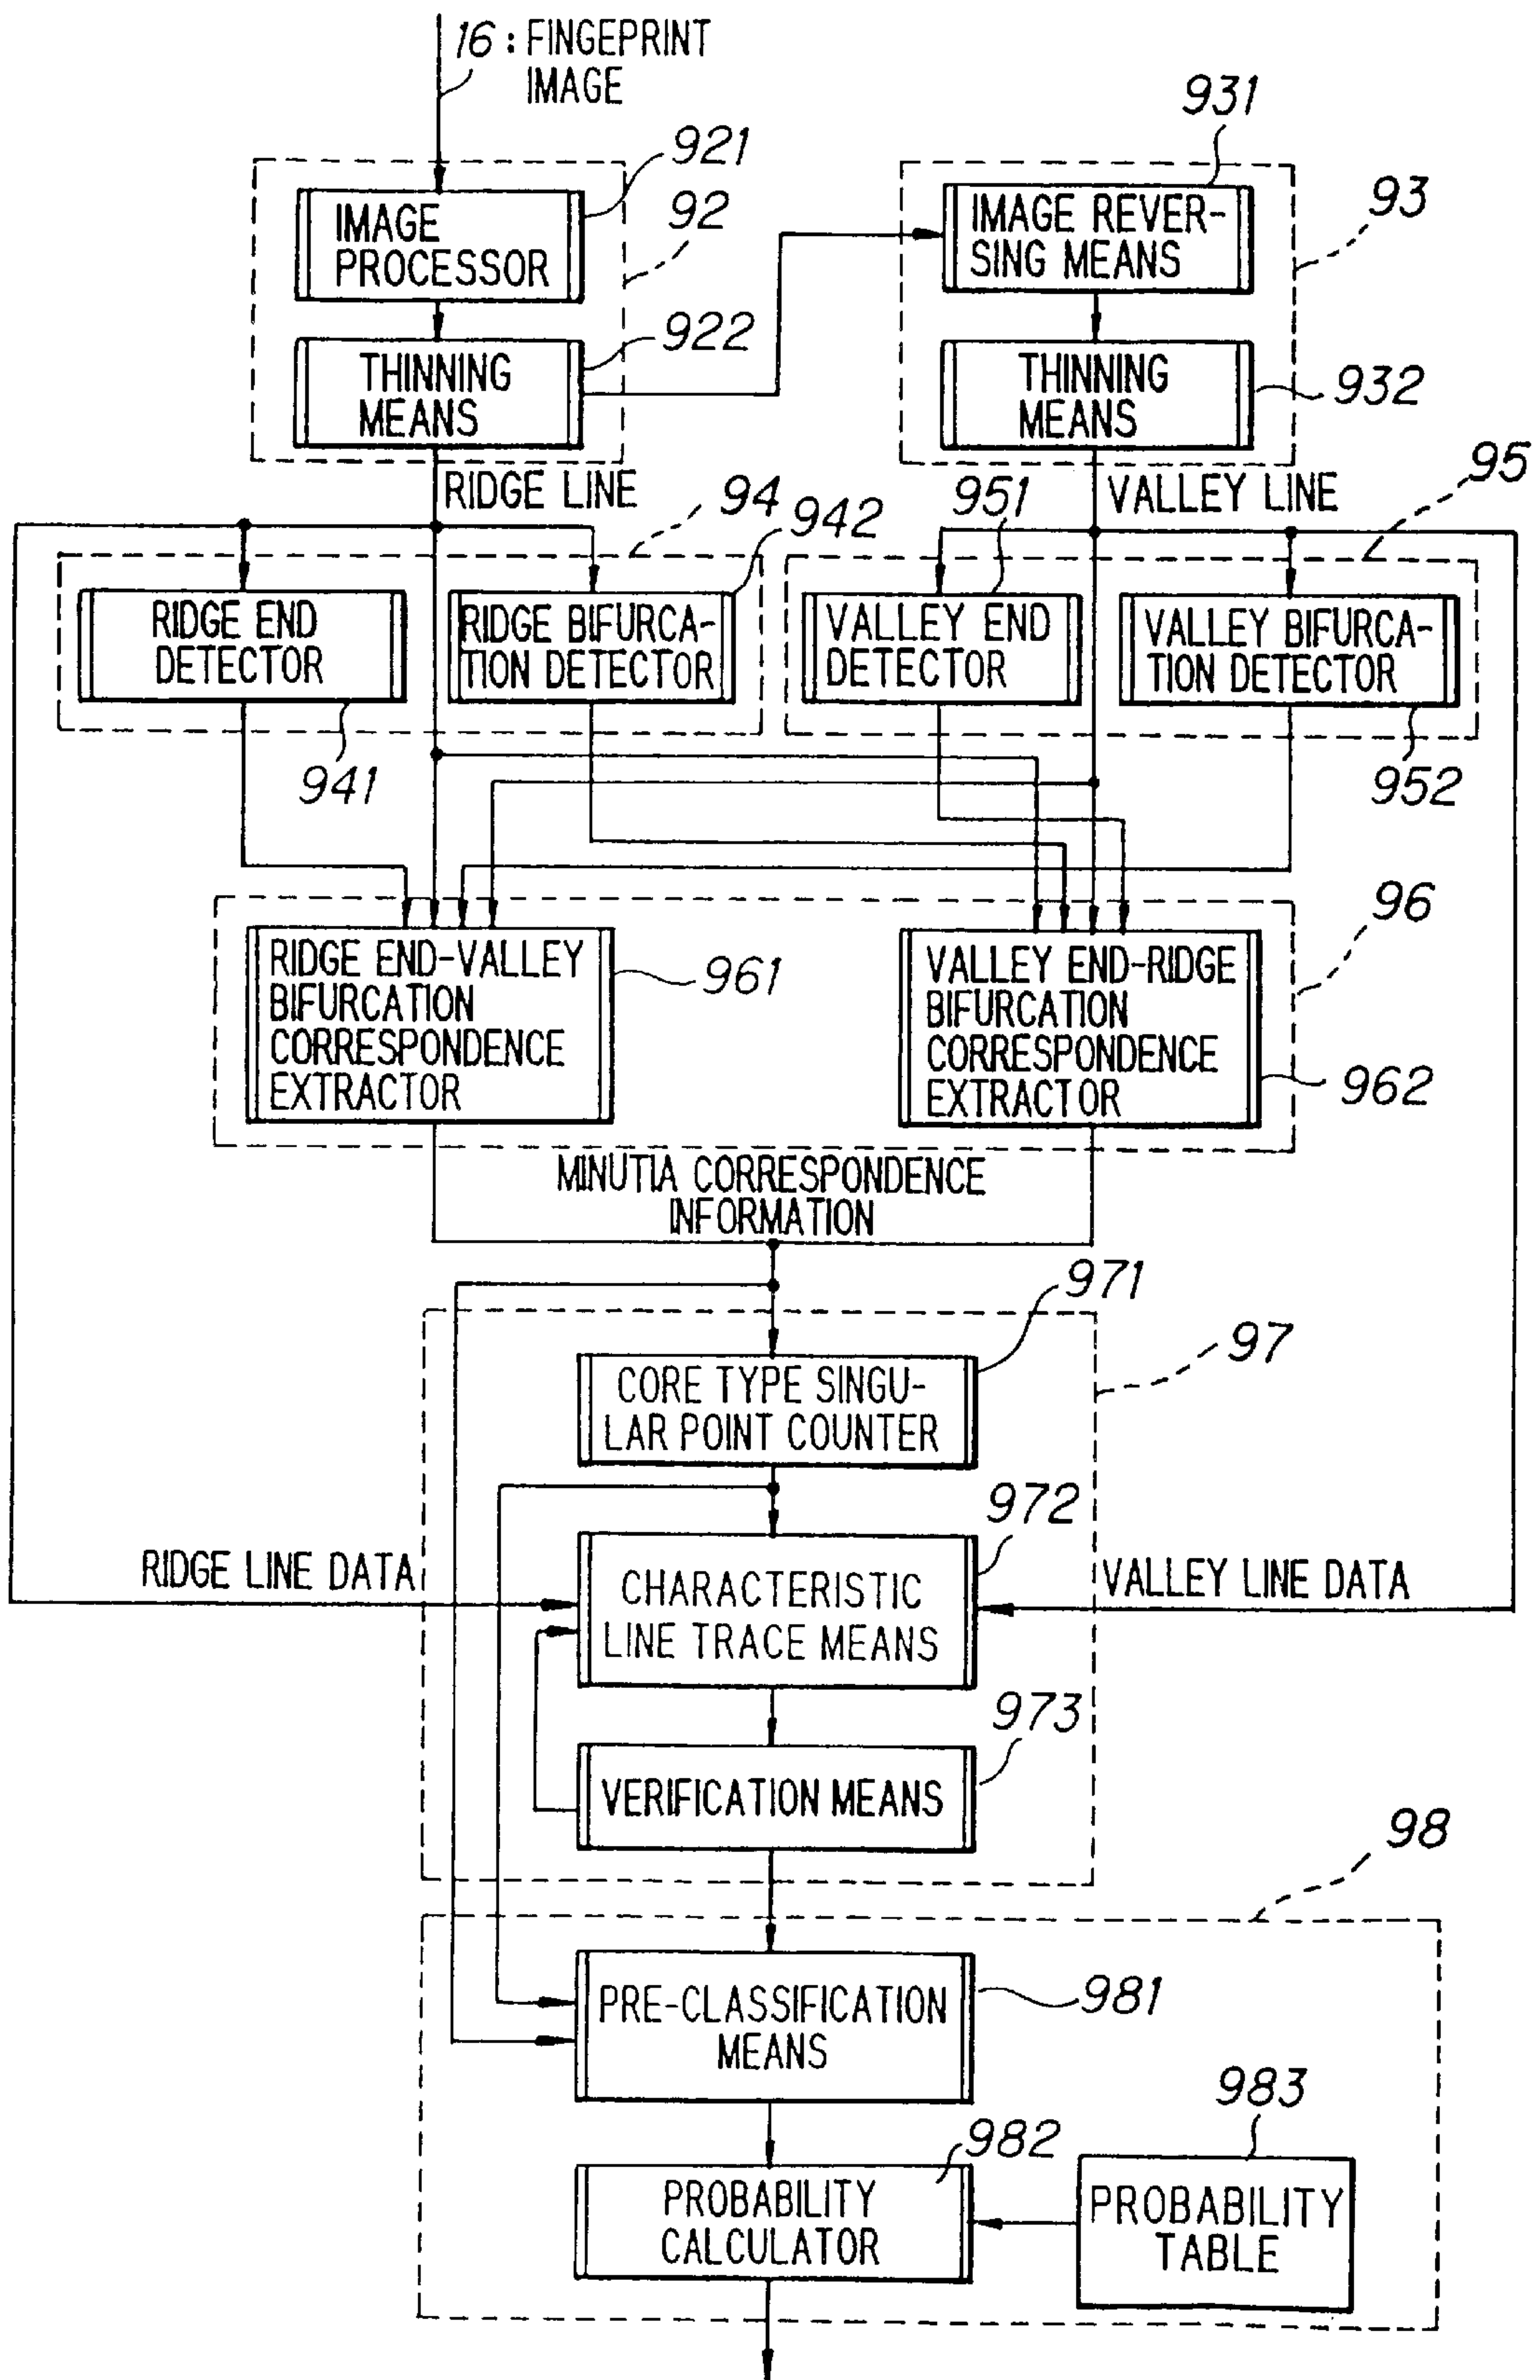 16 : FINGEPRINT
IMAGE
921
92
IMAGE
PROCESSOR
922
THINNING
MEANS
931
93
IMAGE REVER-
SING MEANS
THINNING
MEANS
932
RIDGE LINE
94
942
951
VALLEY LINE
95
RIDGE END
DETECTOR
RIDGE BIFURCA-
TION DETECTOR
VALLEY END
DETECTOR
VALLEY BIFURCA-
TION DETECTOR
941
952
96
RIDGE END-VALLEY
BIFURCATION
CORRESPONDENCE
EXTRACTOR
961
VALLEY END-RIDGE
BIFURCATION
CORRESPONDENCE
EXTRACTOR
962
MINUTIA CORRESPONDENCE
INFORMATION
971
97
CORE TYPE SINGU-
LAR POINT COUNTER
972
RIDGE LINE DATA
CHARACTERISTIC
LINE TRACE MEANS
VALLEY LINE DATA
973
VERIFICATION MEANS
98
PRE-CLASSIFICATION
MEANS
981
982
983
PROBABILITY
CALCULATOR
PROBABILITY
TABLE